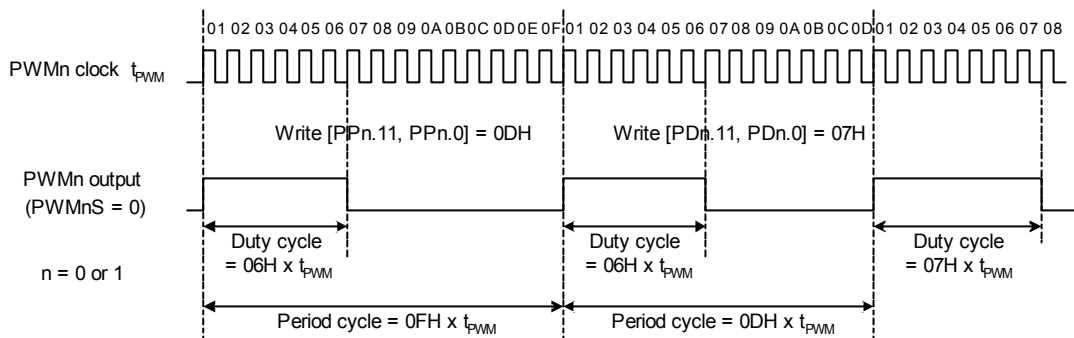 01 02 03 04 05 06 07 08 09 0A 0B 0C 0D 0E 0F 01 02 03 04 05 06 07 08 09 0A 0B 0C 0D 01 02 03 04 05 06 07 08
PWMn clock tPWM
Write [PPn.11, PPn.0] = 0DH
Write [PDn.11, PDn.0] = 07H
PWMn output
(PWMnS = 0)
Duty cycle
= 06H x tPWM
Duty cycle
= 06H x tPWM
Duty cycle
= 07H x tPWM
n = 0 or 1
Period cycle = 0FH x tPWM
Period cycle = 0DH x tPWM